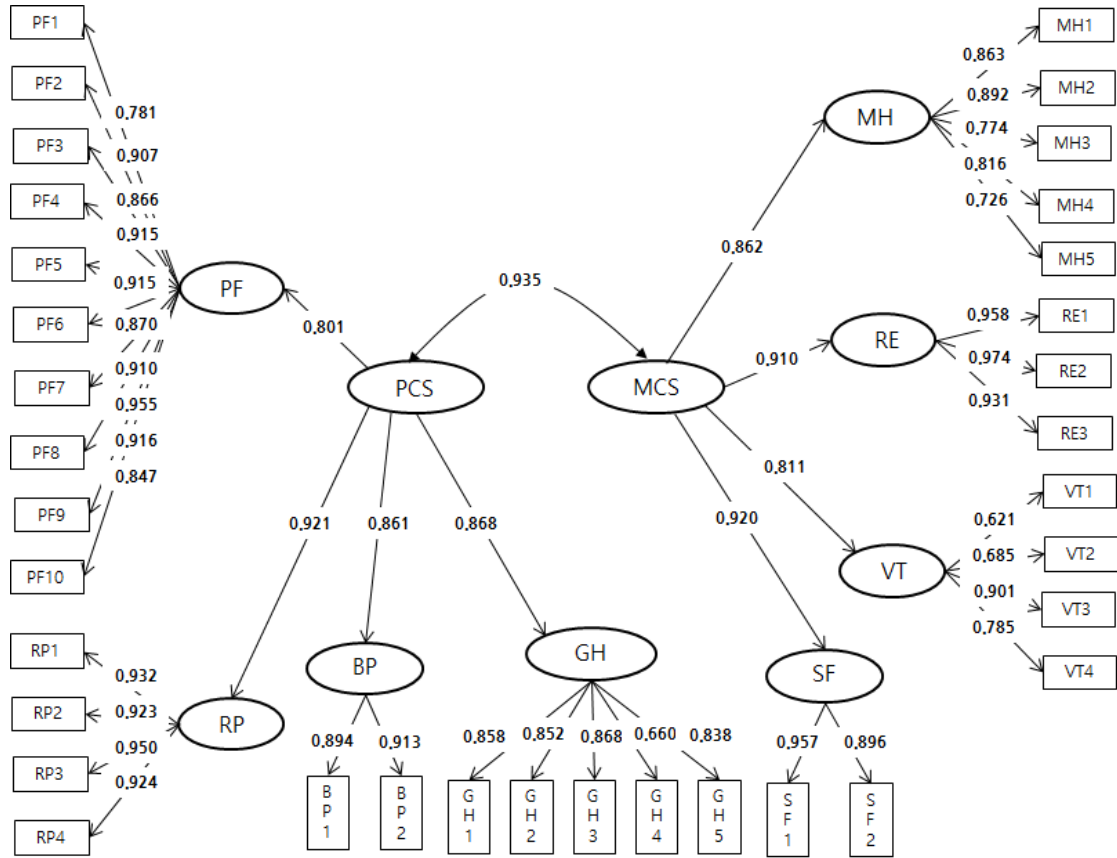 PF1
PF2
PF3
PF4
PF5
PF6
PF7
PF8
PF9
PF10
0.781
0.907
0.866
0.915
0.915
0.870
0.910
0.955
0.916
0.847
PF
0.801
0.935
PCS
MCS
0.862
MH
0.863
0.892
0.774
0.816
0.726
MH1
MH2
MH3
MH4
MH5
0.910
RE
0.958
0.974
0.931
RE1
RE2
RE3
0.811
VT
0.621
0.685
0.901
0.785
VT1
VT2
VT3
VT4
0.921
0.861
0.868
0.920
RP1
RP2
RP3
RP4
0.932
0.923
0.950
0.924
RP
BP
0.894
0.913
BP1
BP2
GH
0.858
0.852
0.868
0.660
0.838
GH1
GH2
GH3
GH4
GH5
SF
0.957
0.896
SF1
SF2